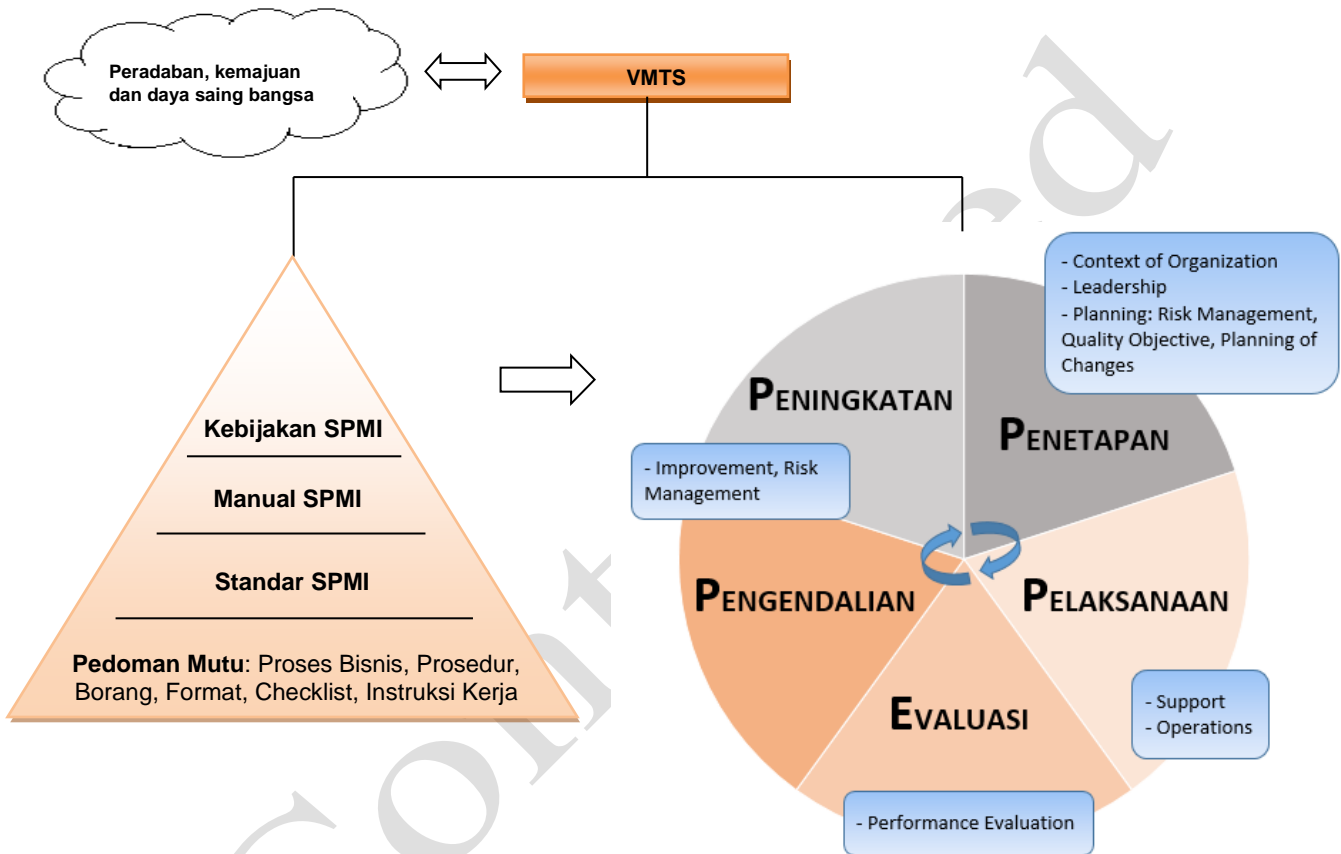 Peradaban, kemajuan
dan daya saing bangsa
VMTS
Kebijakan SPMI
Manual SPMI
Standar SPMI
Pedoman Mutu: Proses Bisnis, Prosedur,
Borang, Format, Checklist, Instruksi Kerja
- Context of Organization
- Leadership
- Planning: Risk Management,
Quality Objective, Planning of
Changes
PENINGKATAN
PENETAPAN
- Improvement, Risk
Management
PENGENDALIAN
PELAKSANAAN
EVALUASI
- Support
- Operations
- Performance Evaluation